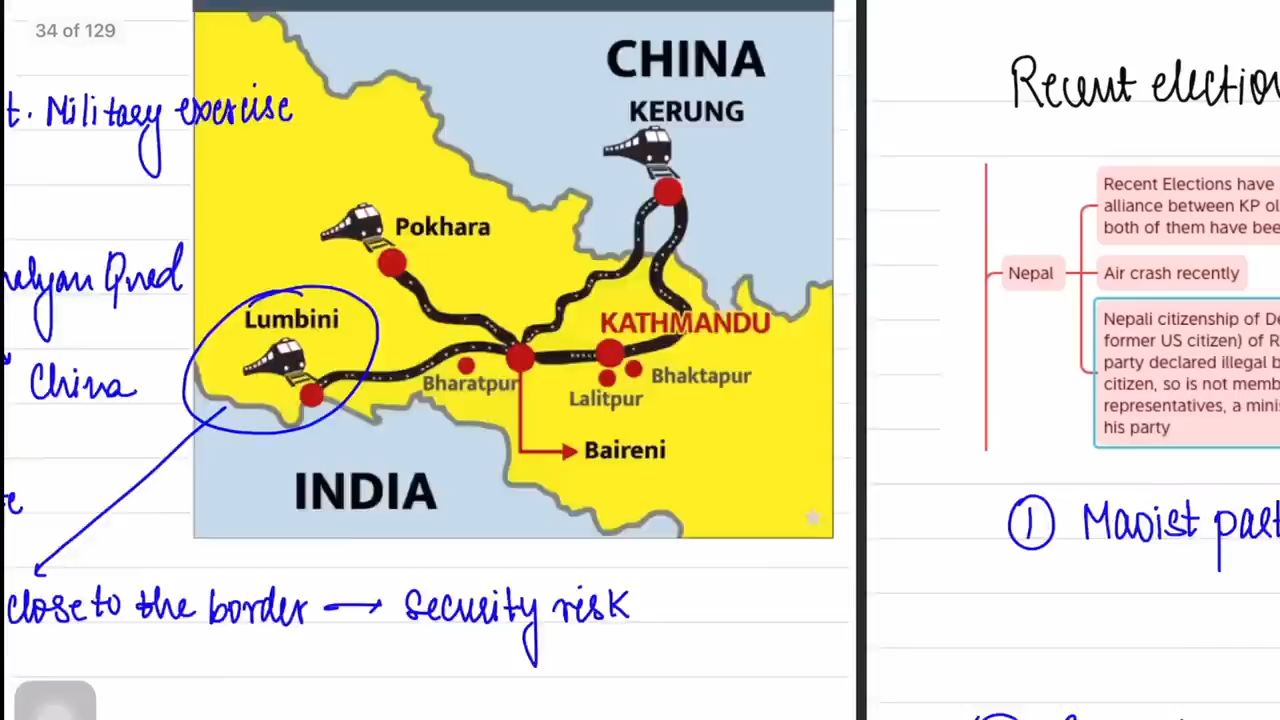 34 of 129
t. Military exercise
Quad
China
CHINA
KERUNG
Pokhara
Lumbini
KATHMANDU
Bharatpur
Bhaktapur
Lalitpur
Baireni
INDIA
close to the border → Security risk
Recent election
Nepal
Recent Elections have
alliance between KP ol
both of them have bee
Air crash recently
Nepali citizenship of De
former US citizen) of R
party declared illegal b
citizen, so is not memb
representatives, a mini
his party
① Maoist part